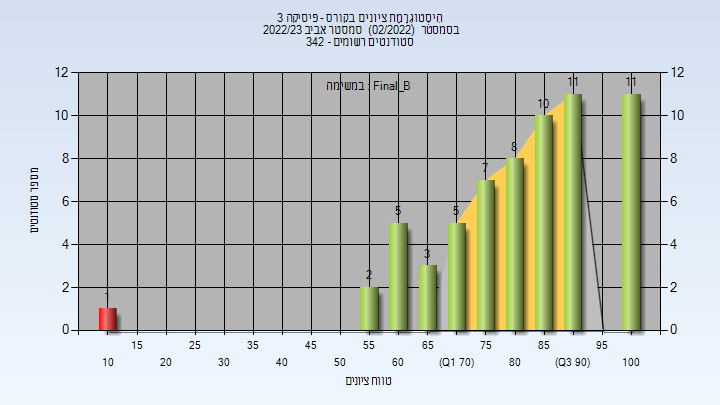 היסטוגרמת ציונים בקורס - פיסיקה 3
בסמסטר (02/2022) סמסטר אביב 2022/23
סטודנטים רשומים - 342
במשימה : Final_B
מספר סטודנטים
12 12
10 10
8 8
6 6
4 4
2 2
0 0
1 2 5 3 5 7 8 10 11 11
15 25 35 45 55 65 75 85 95
10 20 30 40 50 60 (Q1 70) 80 (Q3 90) 100
טווח ציונים